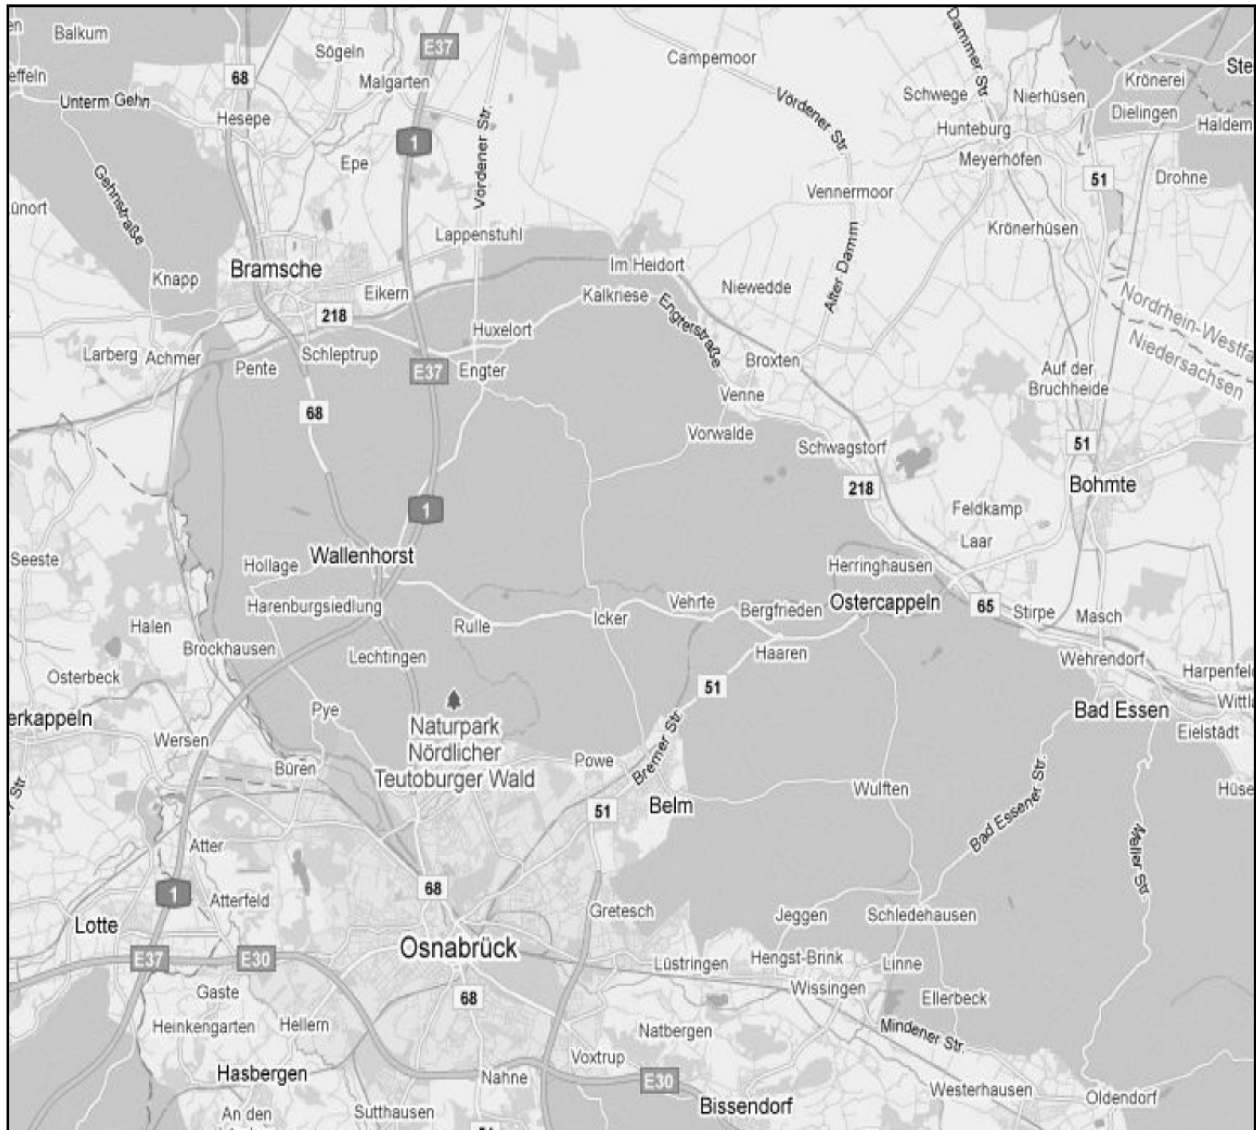 Balkum
Sögeln
E37
Campemoor
Dammer Str
Krönerei
Ste
effeln
68
Malgarten
Unterm Gehn
Hesepe
Schwege
Nierhüsen
Dielingen
Haldem
Vördener Str
Vördener Str.
Hunteburg
1
Epe
Meyerhöfen
51
Drohne
Gehnstraße
Vennermoor
ünort
Lappenstuhl
Krönerhüsen
Bramsche
Im Heidort
Knapp
Eikern
Kalkriese
Niewedde
Alter Damm
Nordrhein-Westfa
Niedersachsen
218
Huxelort
Engterstraße
Larberg
Achmer
Schleptrup
Pente
E37
Engter
Broxten
Auf der
Bruchheide
68
Venne
Vorwalde
Schwagstorf
51
218
Bohmte
1
Feldkamp
Laar
Seeste
Wallenhorst
Hollage
Herringhausen
Harenburgsiedlung
Vehrte
Bergfrieden
Ostercappeln
65
Stirpe
Masch
Halen
Rulle
Icker
Brockhausen
Lechtingen
Haaren
Wehrendorf
Harpenfeld
Osterbeck
51
Wittla
erkappeln
Pye
Naturpark
Nördlicher
Teutoburger Wald
Bad Essen
Eielstädt
Wersen
Büren
Powe
Bremer Str.
Wulften
Hüse
er Str
51
Belm
Bad Essener Str.
Meller Str.
Atter
68
1
Atterfeld
Gretesch
Jeggen
Schledehausen
Lotte
Osnabrück
E37
E30
Lüstringen
Hengst-Brink
Linne
Gaste
68
Wissingen
Ellerbeck
Heinkengarten
Hellern
Natbergen
Mindener Str.
Hasbergen
Voxtrup
Nahne
E30
Westerhausen
Oldendorf
An den
Sutthausen
Bissendorf